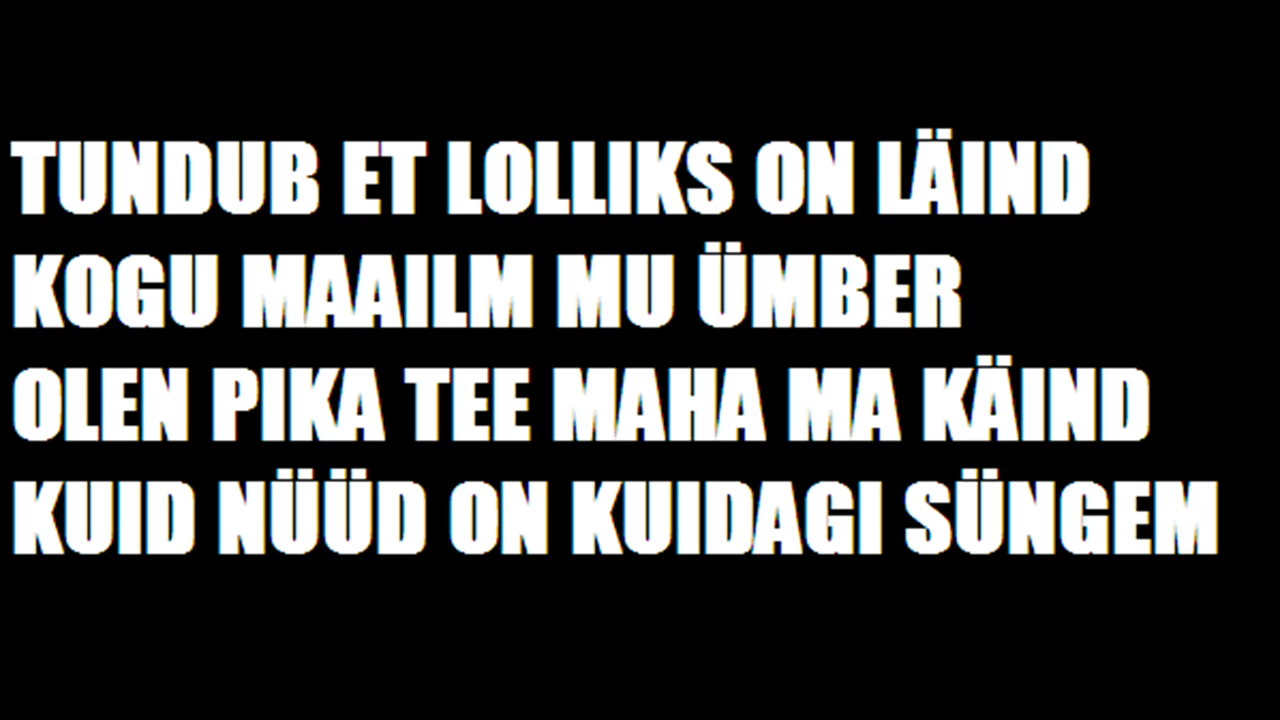 TUNDUB ET LOLLIKS ON LÄIND
KOGU MAAILM MU ÜMBER
OLEN PIKA TEE MAHA MA KÄIND
KUID NÜÜD ON KUIDAGI SÜNGEM